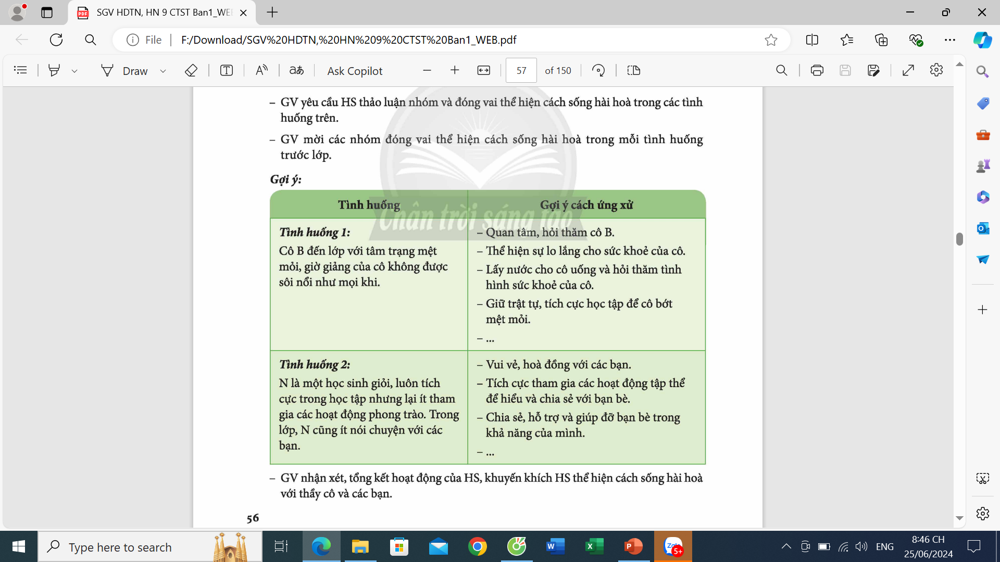 SGV HDTN, HN 9 CTST Ban1_WE
File
F:/Download/SGV%20HDTN,%20HN%209%20CTST%20Ban1_WEB.pdf
Draw
Ask Copilot
57
of 150
– GV yêu cầu HS thảo luận nhóm và đóng vai thể hiện cách sống hài hoà trong các tình
huống trên.
– GV mời các nhóm đóng vai thể hiện cách sống hài hoà trong mỗi tình huống
trước lớp.
Gợi ý:
Tình huống
Gợi ý cách ứng xử
Chân trời sáng tạo
Tình huống 1:
Cô B đến lớp với tâm trạng mệt
mỏi, giờ giảng của cô không được
sôi nổi như mọi khi.
– Quan tâm, hỏi thăm cô B.
– Thể hiện sự lo lắng cho sức khoẻ của cô.
– Lấy nước cho cô uống và hỏi thăm tình
hình sức khoẻ của cô.
– Giữ trật tự, tích cực học tập để cô bớt
mệt mỏi.
– ...
Tình huống 2:
N là một học sinh giỏi, luôn tích
cực trong học tập nhưng lại ít tham
gia các hoạt động phong trào. Trong
lớp, N cũng ít nói chuyện với các
bạn.
– Vui vẻ, hoà đồng với các bạn.
– Tích cực tham gia các hoạt động tập thể
để hiểu và chia sẻ với bạn bè.
– Chia sẻ, hỗ trợ và giúp đỡ bạn bè trong
khả năng của mình.
– ...
– GV nhận xét, tổng kết hoạt động của HS, khuyến khích HS thể hiện cách sống hài hoà
với thầy cô và các bạn.
56
Type here to search
Zalo
5+
ENG
8:46 CH
25/06/2024